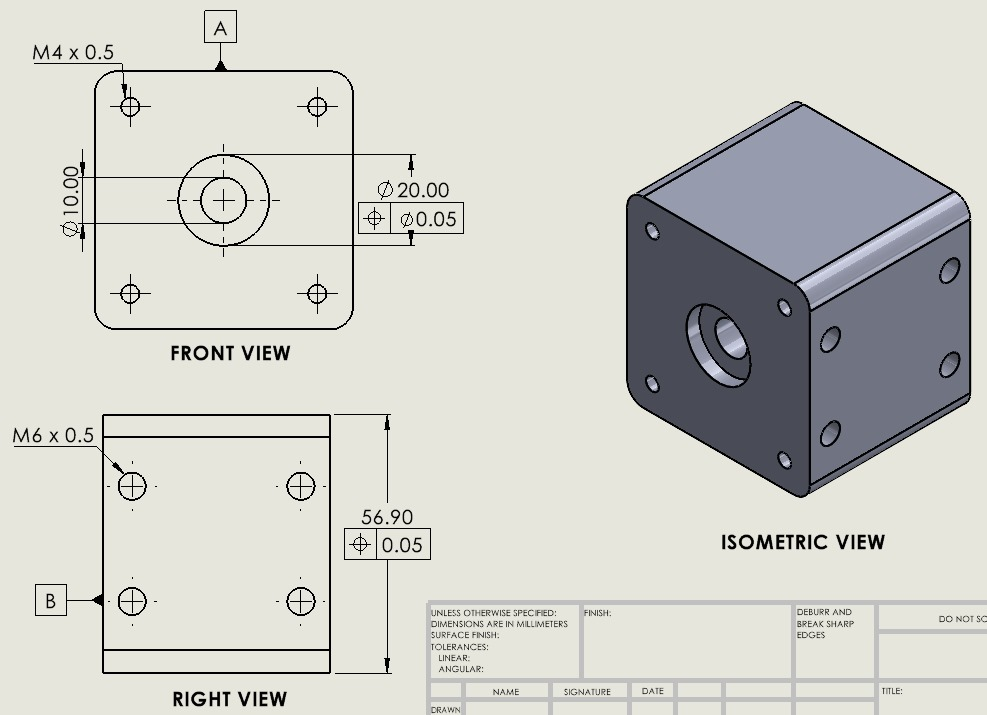 A
M4 x 0.5
⌀10.00
⌀20.00
⌖ ⌀0.05
FRONT VIEW
M6 x 0.5
56.90
⌖ 0.05
B
RIGHT VIEW
ISOMETRIC VIEW
UNLESS OTHERWISE SPECIFIED:
DIMENSIONS ARE IN MILLIMETERS
SURFACE FINISH:
TOLERANCES:
LINEAR:
ANGULAR:
FINISH:
DEBURR AND
BREAK SHARP
EDGES
DO NOT SC
NAME
SIGNATURE
DATE
TITLE:
DRAWN